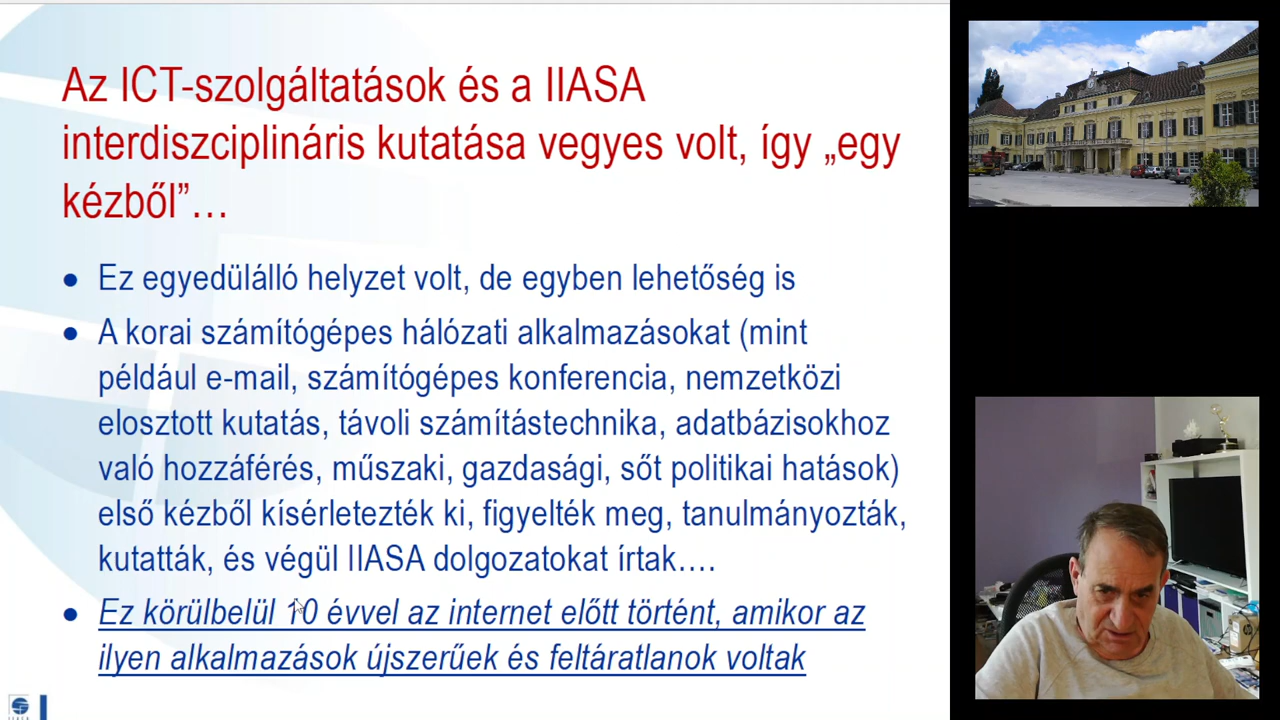 Az ICT-szolgáltatások és a IIASA
interdiszciplináris kutatása vegyes volt, így „egy
kézből”…
• Ez egyedülálló helyzet volt, de egyben lehetőség is
• A korai számítógépes hálózati alkalmazásokat (mint
például e-mail, számítógépes konferencia, nemzetközi
elosztott kutatás, távoli számítástechnika, adatbázisokhoz
való hozzáférés, műszaki, gazdasági, sőt politikai hatások)
első kézből kísérletezték ki, figyelték meg, tanulmányozták,
kutatták, és végül IIASA dolgozatokat írtak….
• Ez körülbelül 10 évvel az internet előtt történt, amikor az
ilyen alkalmazások újszerűek és feltáratlanok voltak
IIASA